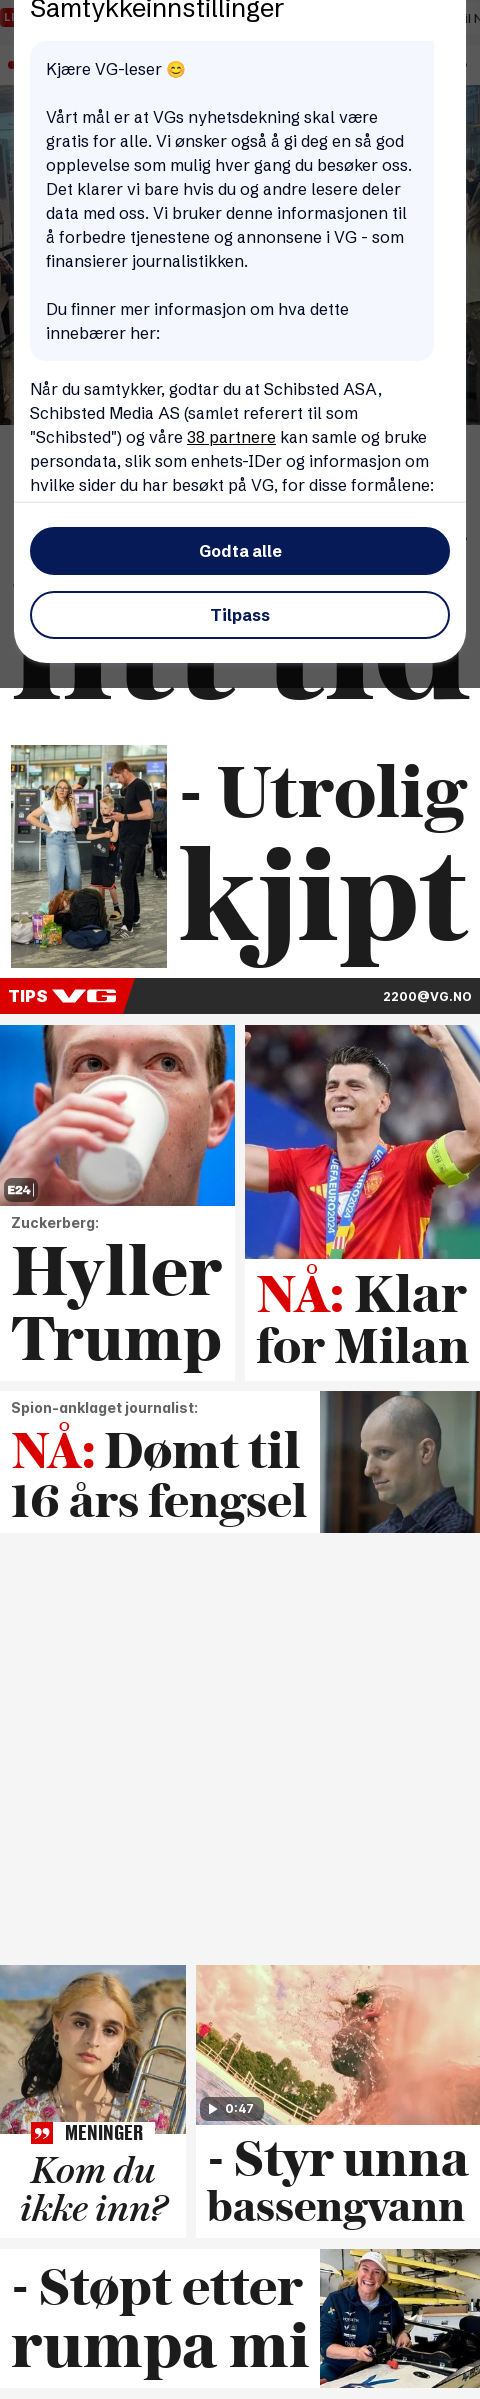 Samtykkeinnstillinger
Kjære VG-leser 😊
Vårt mål er at VGs nyhetsdekning skal være
gratis for alle. Vi ønsker også å gi deg en så god
opplevelse som mulig hver gang du besøker oss.
Det klarer vi bare hvis du og andre lesere deler
data med oss. Vi bruker denne informasjonen til
å forbedre tjenestene og annonsene i VG - som
finansierer journalistikken.
Du finner mer informasjon om hva dette
innebærer her:
Når du samtykker, godtar du at Schibsted ASA,
Schibsted Media AS (samlet referert til som
"Schibsted") og våre 38 partnere kan samle og bruke
persondata, slik som enhets-IDer og informasjon om
hvilke sider du har besøkt på VG, for disse formålene:
Godta alle
Tilpass
- Utrolig
kjipt
TIPS VG
2200@VG.NO
E24
Zuckerberg:
Hyller
Trump
UEFA EURO2024
NÅ: Klar
for Milan
Spion-anklaget journalist:
NÅ: Dømt til
16 års fengsel
MENINGER
Kom du
ikke inn?
0:47
- Styr unna
bassengvann
- Støpt etter
rumpa mi